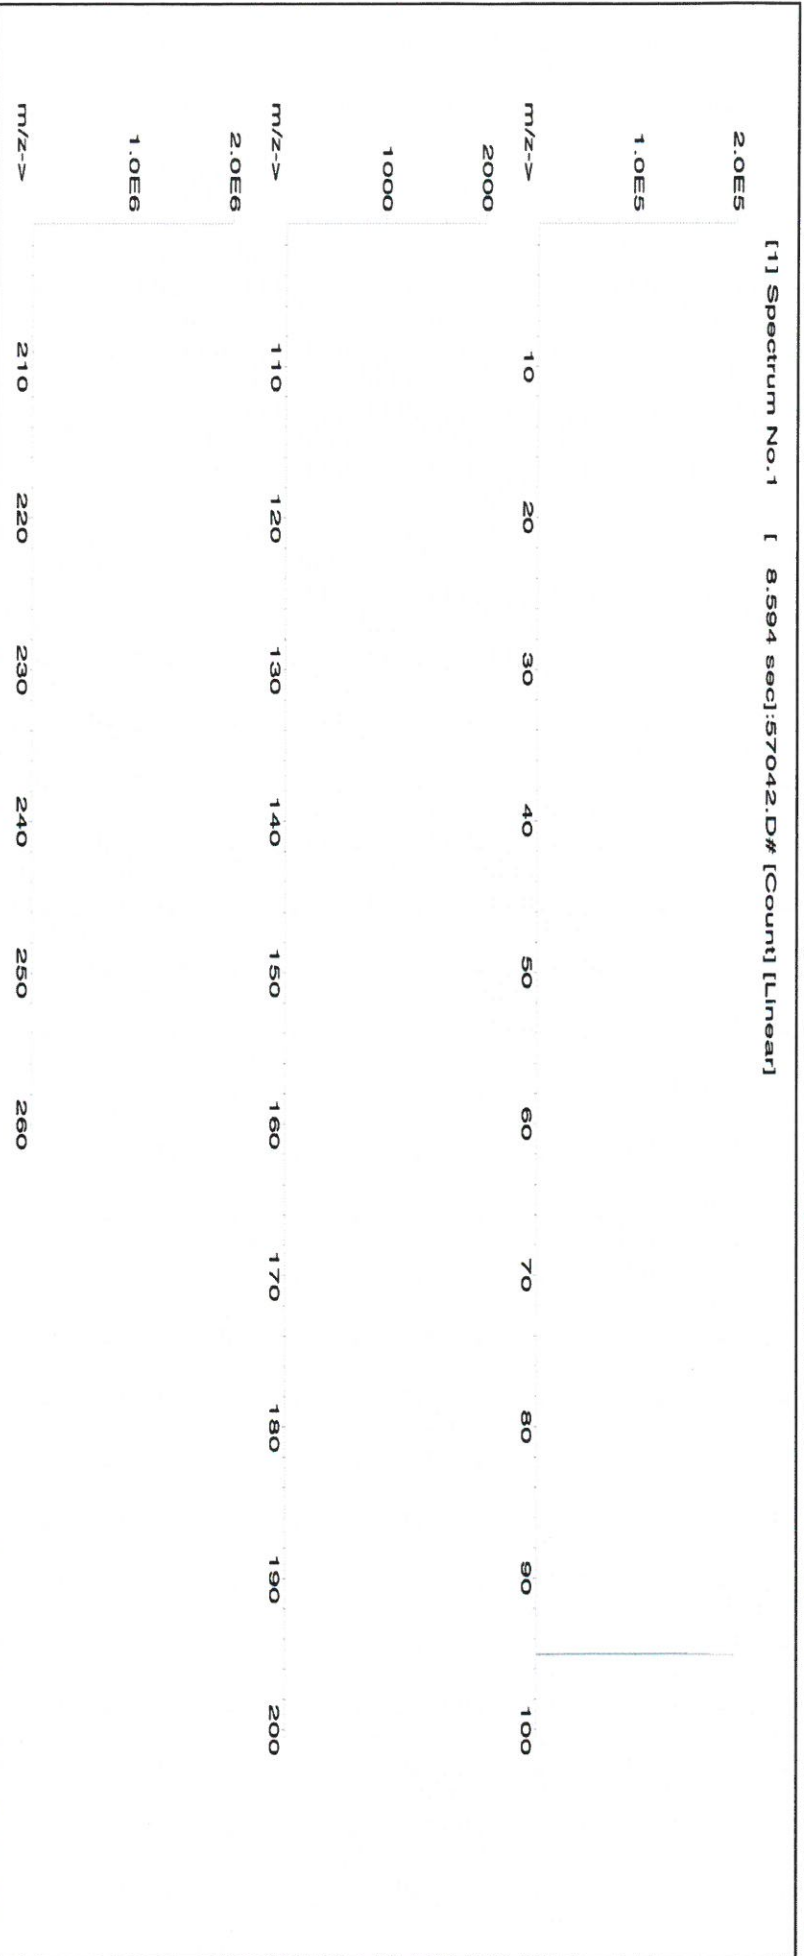 [1] Spectrum No.1 [ 8.594 sec]:57042.D# [Count] [Linear]
2.0E5
1.0E5
m/z-> 10 20 30 40 50 60 70 80 90 100
2000
1000
m/z-> 110 120 130 140 150 160 170 180 190 200
2.0E6
1.0E6
m/z-> 210 220 230 240 250 260